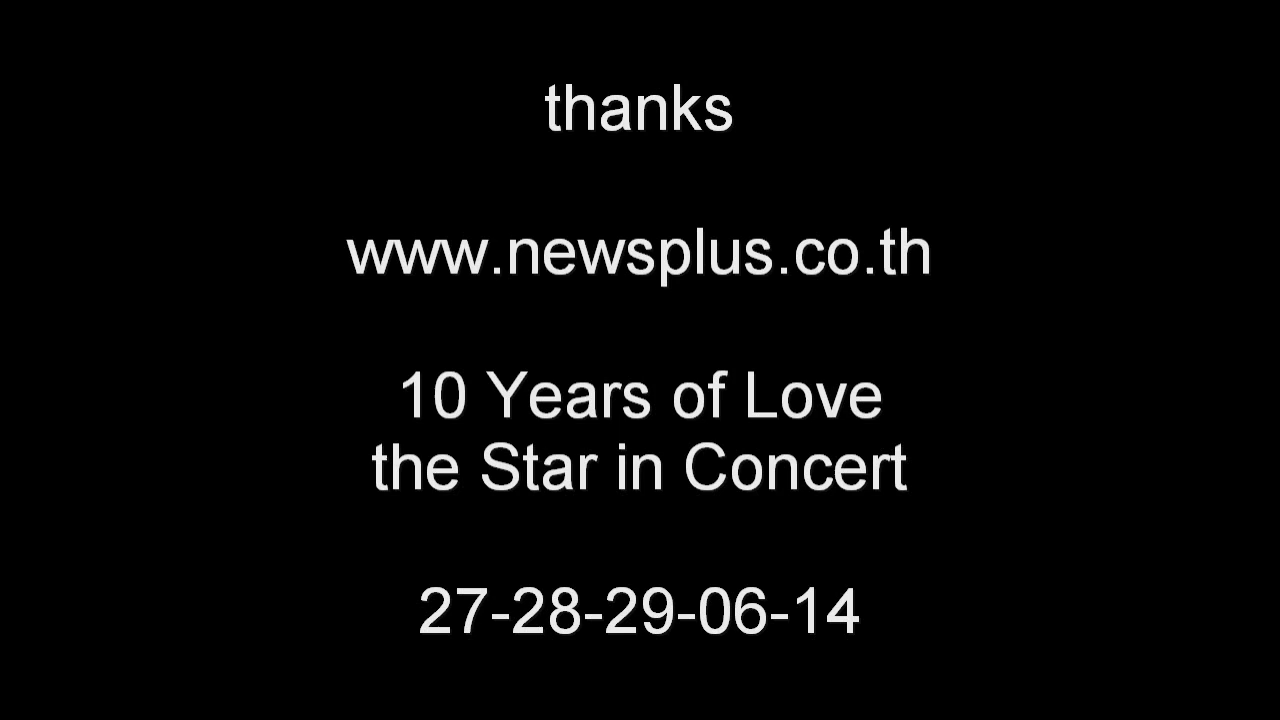 thanks
www.newsplus.co.th
10 Years of Love
the Star in Concert
27-28-29-06-14